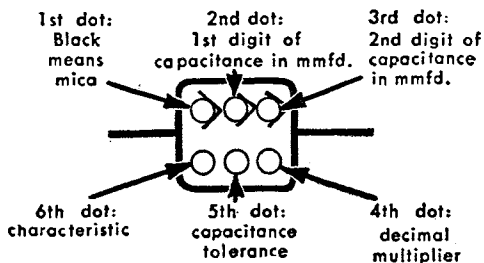 1st dot:
Black
means
mica
2nd dot:
1st digit of
capacitance in mmfd.
3rd dot:
2nd digit of
capacitance
in mmfd.
6th dot:
characteristic
5th dot:
capacitance
tolerance
4th dot:
decimal
multiplier